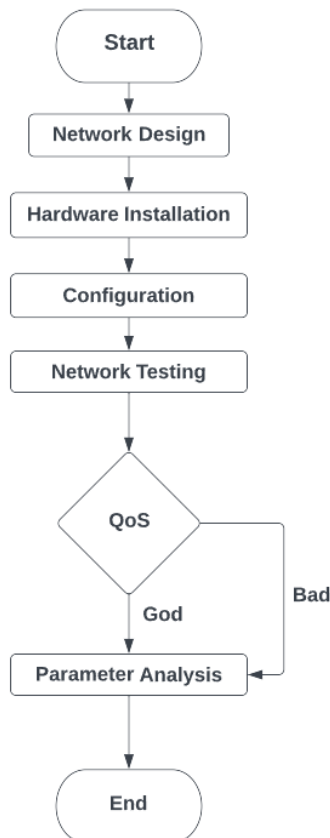 Start
Network Design
Hardware Installation
Configuration
Network Testing
QoS
God
Bad
Parameter Analysis
End